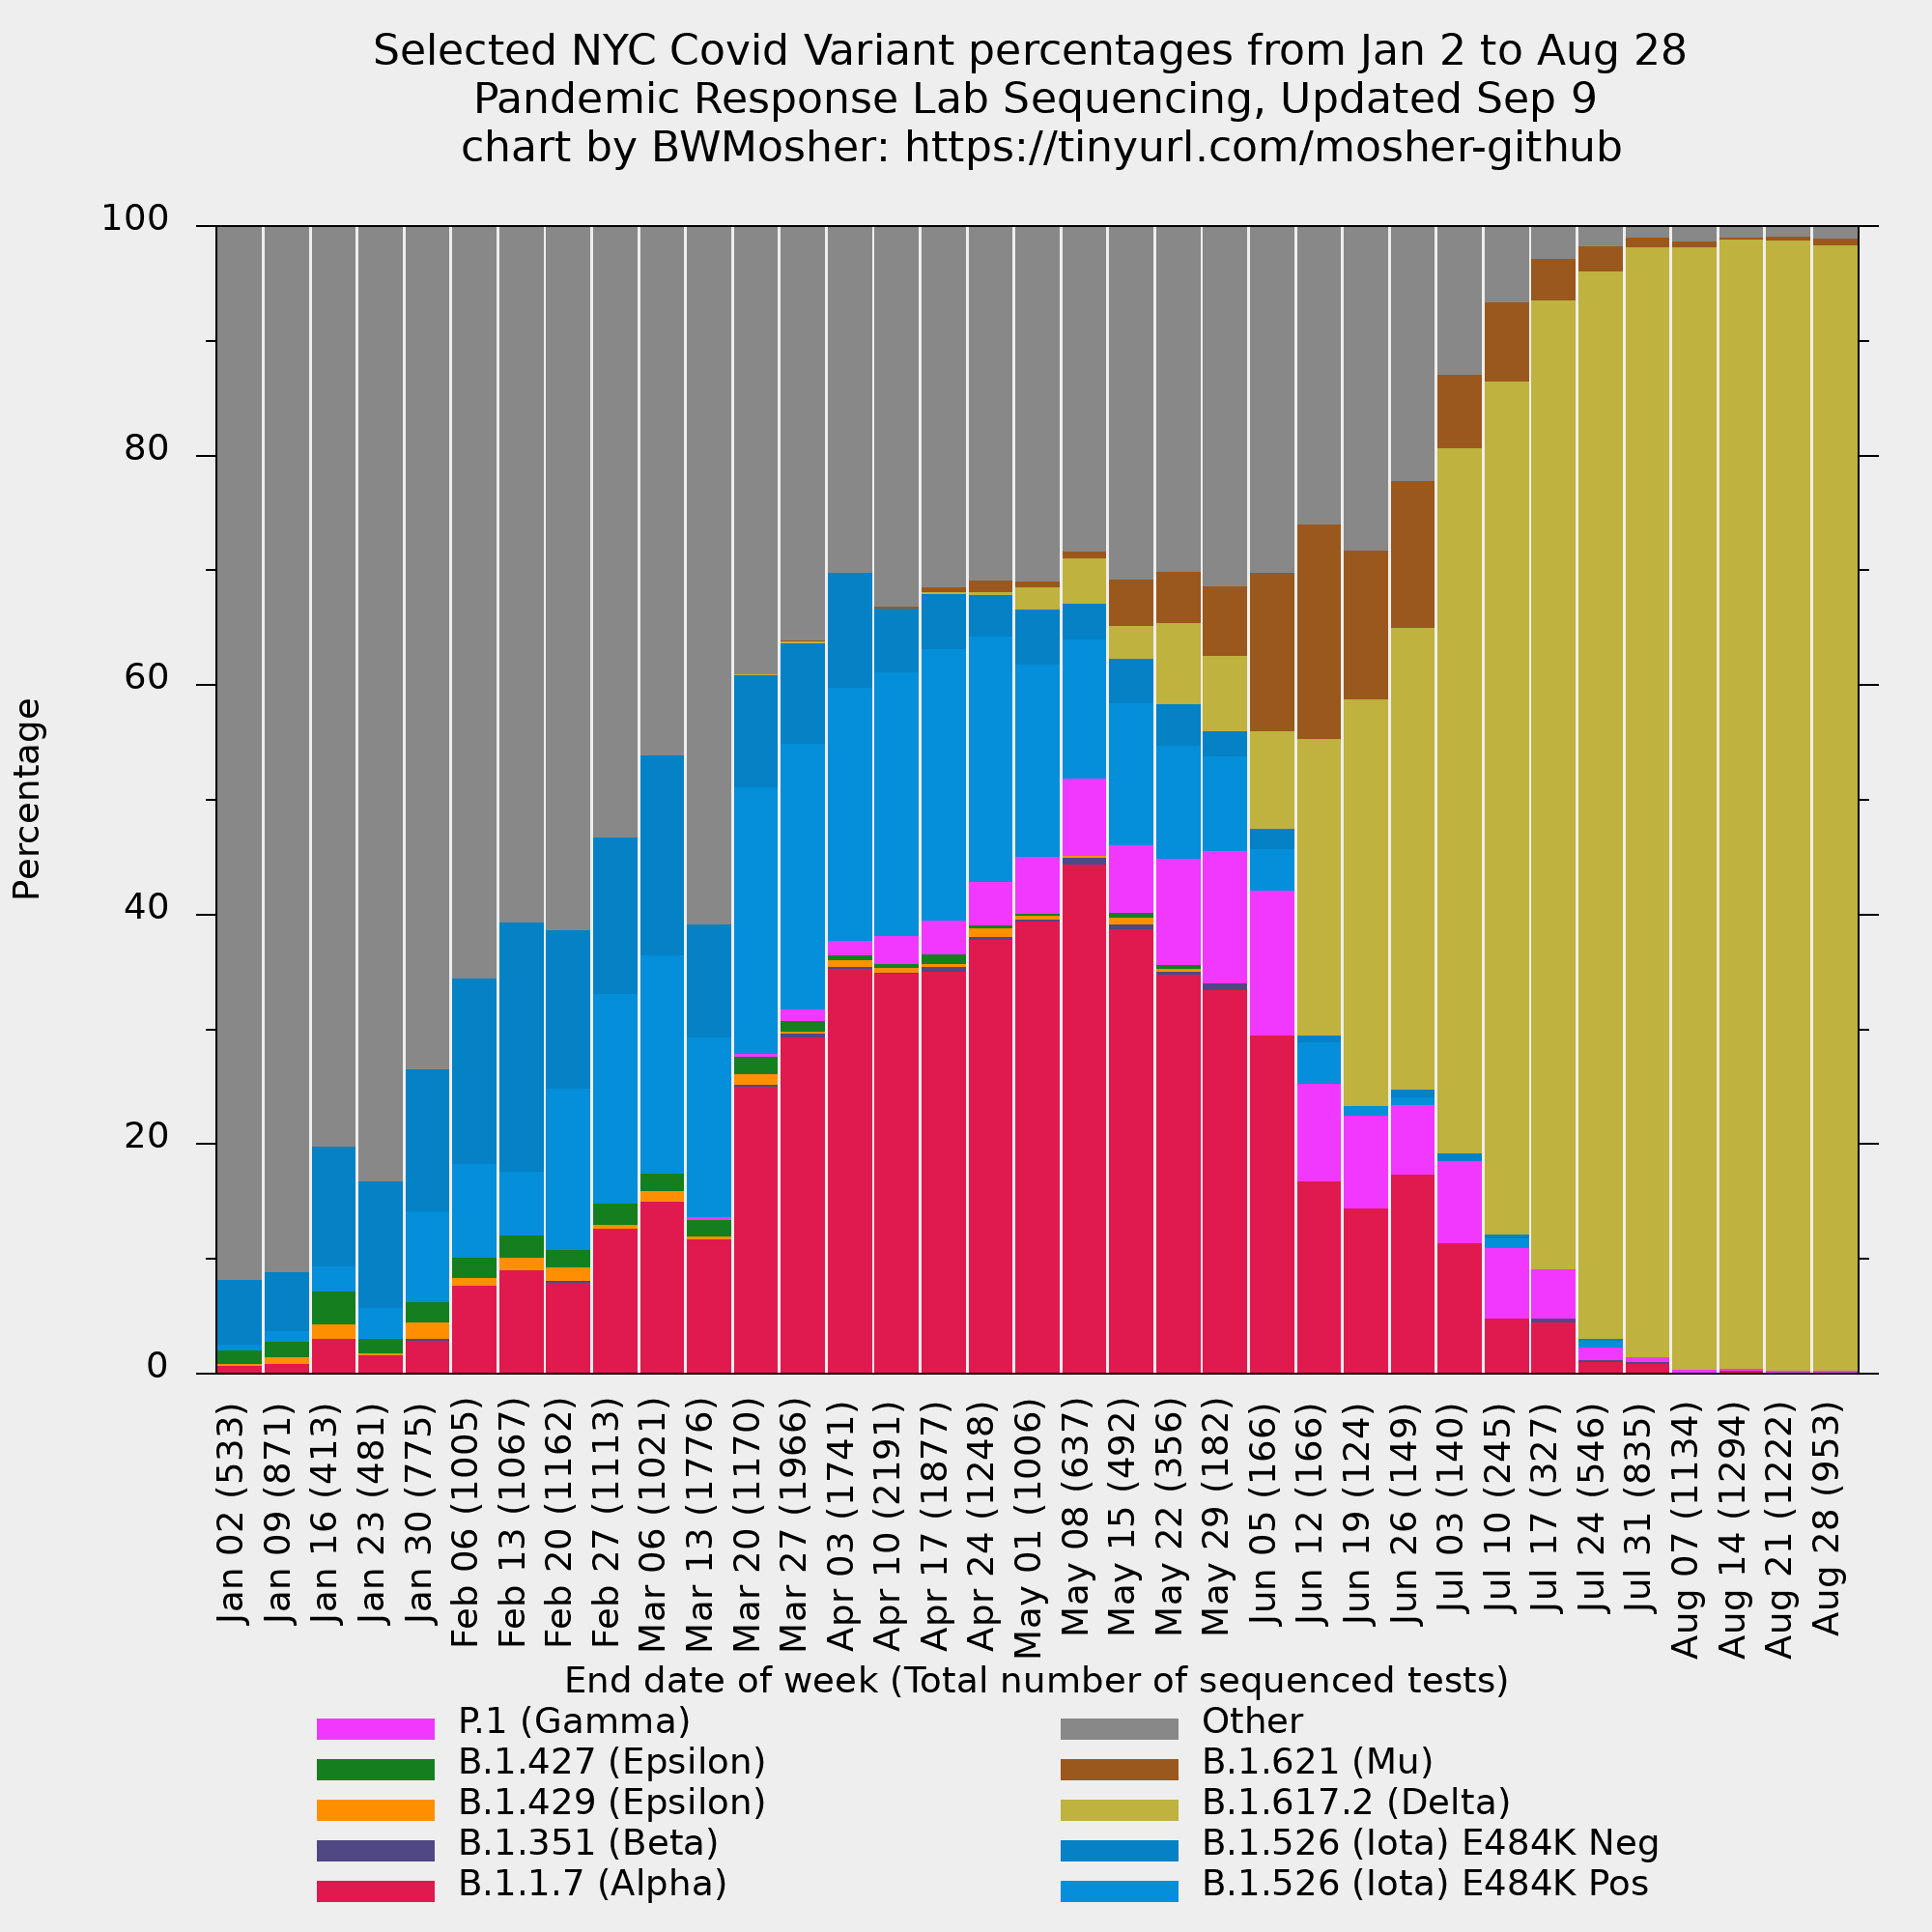 Selected NYC Covid Variant percentages from Jan 2 to Aug 28
Pandemic Response Lab Sequencing, Updated Sep 9
chart by BWMosher: https://tinyurl.com/mosher-github
100
80
60
40
20
0
Percentage
Jan 02 (533)
Jan 09 (871)
Jan 16 (413)
Jan 23 (481)
Jan 30 (775)
Feb 06 (1005)
Feb 13 (1067)
Feb 20 (1162)
Feb 27 (1113)
Mar 06 (1021)
Mar 13 (1776)
Mar 20 (1170)
Mar 27 (1966)
Apr 03 (1741)
Apr 10 (2191)
Apr 17 (1877)
Apr 24 (1248)
May 01 (1006)
May 08 (637)
May 15 (492)
May 22 (356)
May 29 (182)
Jun 05 (166)
Jun 12 (166)
Jun 19 (124)
Jun 26 (149)
Jul 03 (140)
Jul 10 (245)
Jul 17 (327)
Jul 24 (546)
Jul 31 (835)
Aug 07 (1134)
Aug 14 (1294)
Aug 21 (1222)
Aug 28 (953)
End date of week (Total number of sequenced tests)
P.1 (Gamma)
B.1.427 (Epsilon)
B.1.429 (Epsilon)
B.1.351 (Beta)
B.1.1.7 (Alpha)
Other
B.1.621 (Mu)
B.1.617.2 (Delta)
B.1.526 (Iota) E484K Neg
B.1.526 (Iota) E484K Pos